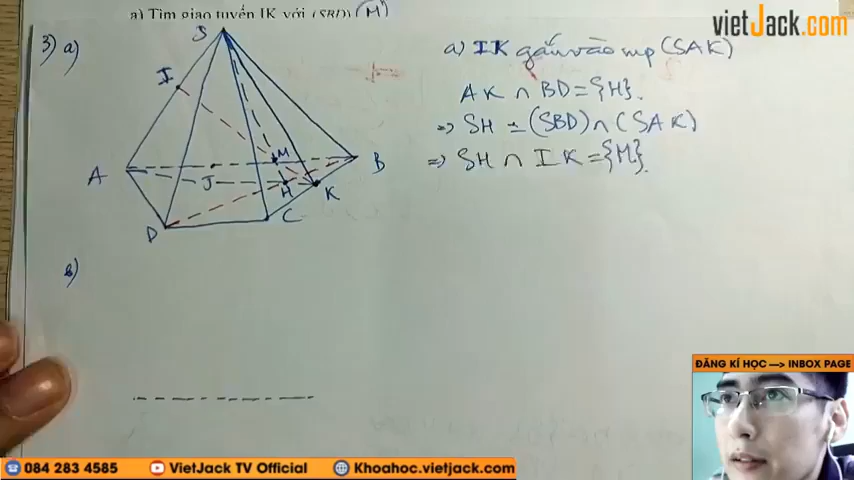 a) Tìm giao tuyến IK với (SBD) (M)
vietJack.com
3) a)
S
I
A
J
M
B
H
K
C
D
a) IK gắn vào mp (SAK)
AK ∩ BD = {H}.
=> SH = (SBD) ∩ (SAK)
=> SH ∩ IK = {M}.
b)
ĐĂNG KÍ HỌC —> INBOX PAGE
084 283 4585
VietJack TV Official
Khoahoc.vietjack.com